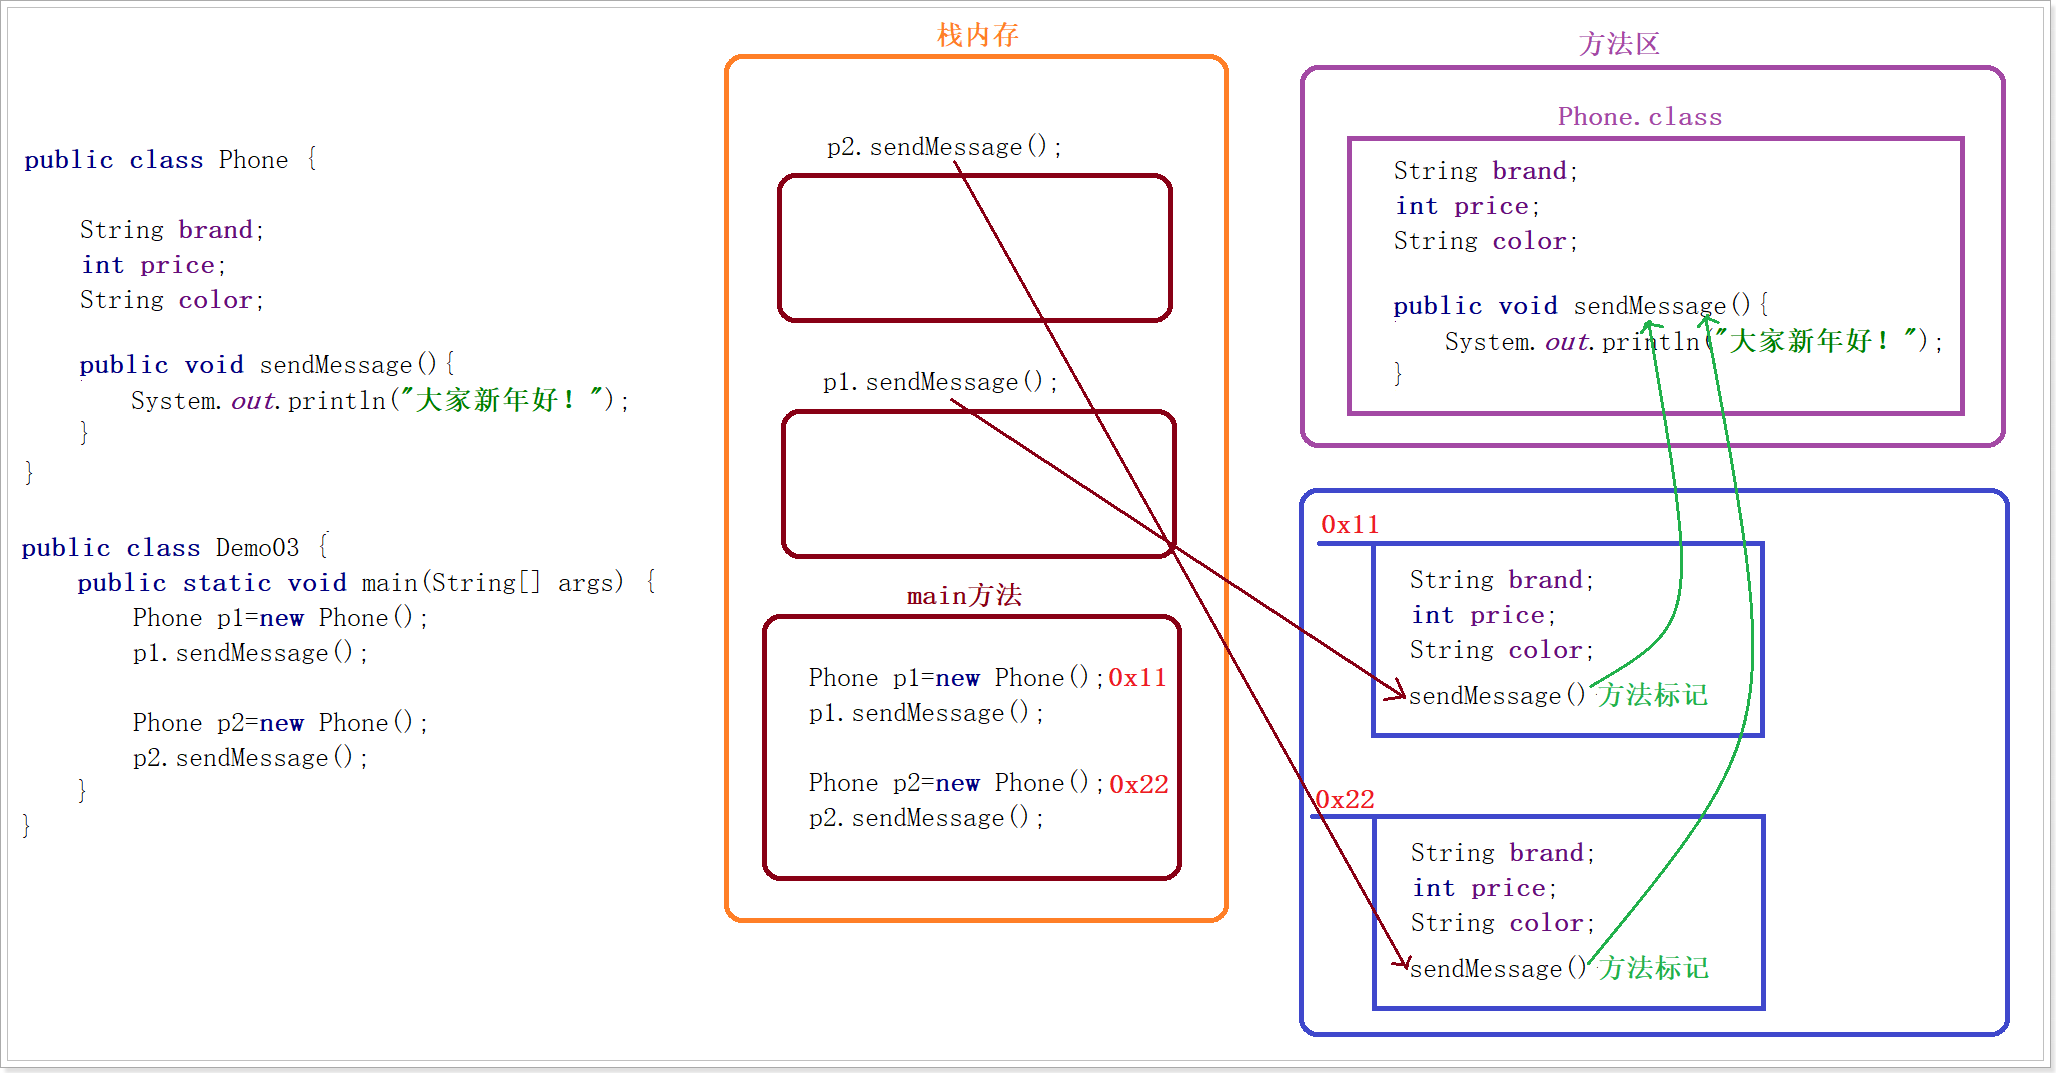 public class Phone {
String brand;
int price;
String color;
public void sendMessage(){
System.out.println("大家新年好！");
}
}
public class Demo03 {
public static void main(String[] args) {
Phone p1=new Phone();
p1.sendMessage();
Phone p2=new Phone();
p2.sendMessage();
}
}
栈内存
p2.sendMessage();
p1.sendMessage();
main方法
Phone p1=new Phone();0x11
p1.sendMessage();
Phone p2=new Phone();0x22
p2.sendMessage();
方法区
Phone.class
String brand;
int price;
String color;
public void sendMessage(){
System.out.println("大家新年好！");
}
0x11
String brand;
int price;
String color;
sendMessage() 方法标记
0x22
String brand;
int price;
String color;
sendMessage() 方法标记